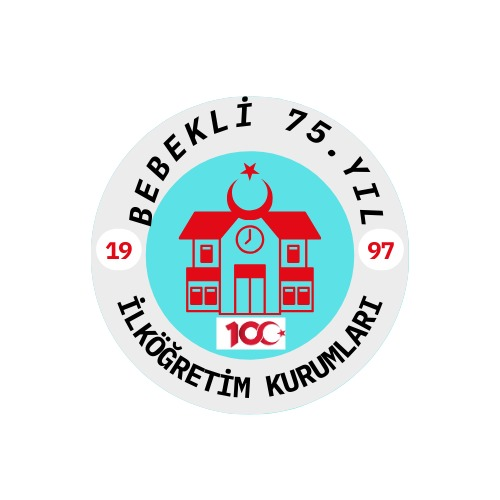 BEBEKLİ 75.YIL
19
97
100
İLKÖĞRETİM KURUMLARI